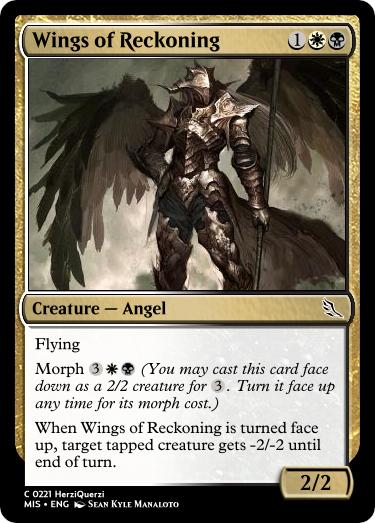 Wings of Reckoning 1
Creature — Angel
Flying
Morph 3 (You may cast this card face
down as a 2/2 creature for 3. Turn it face up
any time for its morph cost.)
When Wings of Reckoning is turned face
up, target tapped creature gets -2/-2 until
end of turn.
2/2
C 0221 HerziQuerzi
MIS • ENG Sean Kyle Manaloto